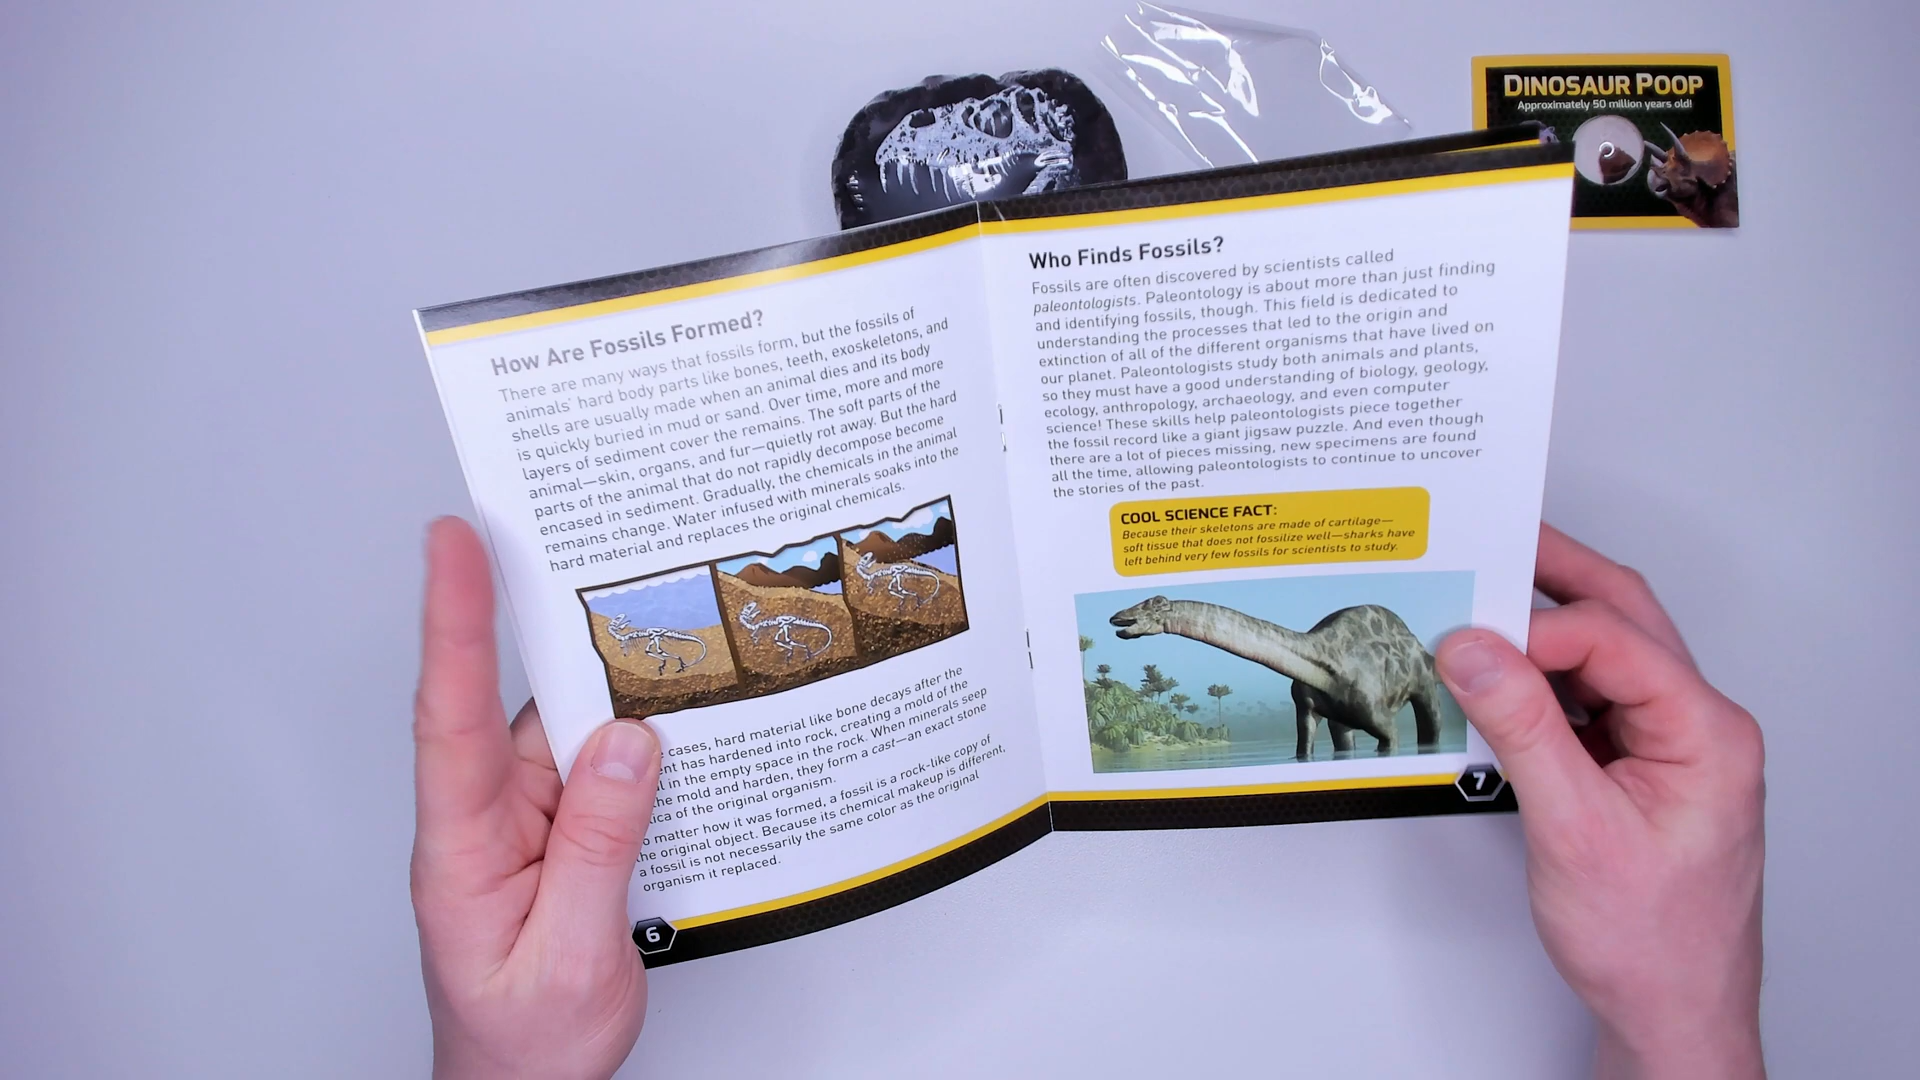 DINOSAUR POOP
Approximately 50 million years old!
How Are Fossils Formed?
There are many ways that fossils form, but the fossils of
animals' hard body parts like bones, teeth, exoskeletons, and
shells are usually made when an animal dies and its body
is quickly buried in mud or sand. Over time, more and more
layers of sediment cover the remains. The soft parts of the
animal—skin, organs, and fur—quietly rot away. But the hard
parts of the animal that do not rapidly decompose become
encased in sediment. Gradually, the chemicals in the animal
remains change. Water infused with minerals soaks into the
hard material and replaces the original chemicals.
cases, hard material like bone decays after the
has hardened into rock, creating a mold of the
in the empty space in the rock. When minerals seep
the mold and harden, they form a cast—an exact stone
of the original organism.
matter how it was formed, a fossil is a rock-like copy of
the original object. Because its chemical makeup is different,
a fossil is not necessarily the same color as the original
organism it replaced.
6
Who Finds Fossils?
Fossils are often discovered by scientists called
paleontologists. Paleontology is about more than just finding
and identifying fossils, though. This field is dedicated to
understanding the processes that led to the origin and
extinction of all of the different organisms that have lived on
our planet. Paleontologists study both animals and plants,
so they must have a good understanding of biology, geology,
ecology, anthropology, archaeology, and even computer
science! These skills help paleontologists piece together
the fossil record like a giant jigsaw puzzle. And even though
there are a lot of pieces missing, new specimens are found
all the time, allowing paleontologists to continue to uncover
the stories of the past.
COOL SCIENCE FACT:
Because their skeletons are made of cartilage—
soft tissue that does not fossilize well—sharks have
left behind very few fossils for scientists to study.
7